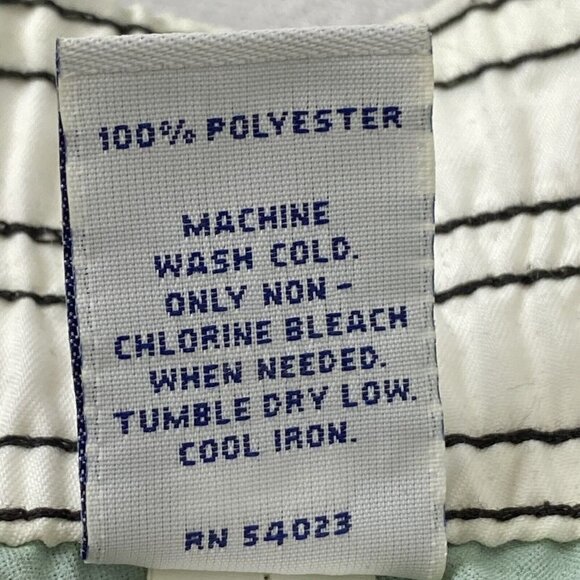 100% POLYESTER
MACHINE
WASH COLD.
ONLY NON-
CHLORINE BLEACH
WHEN NEEDED.
TUMBLE DRY LOW.
COOL IRON.
RN 54023